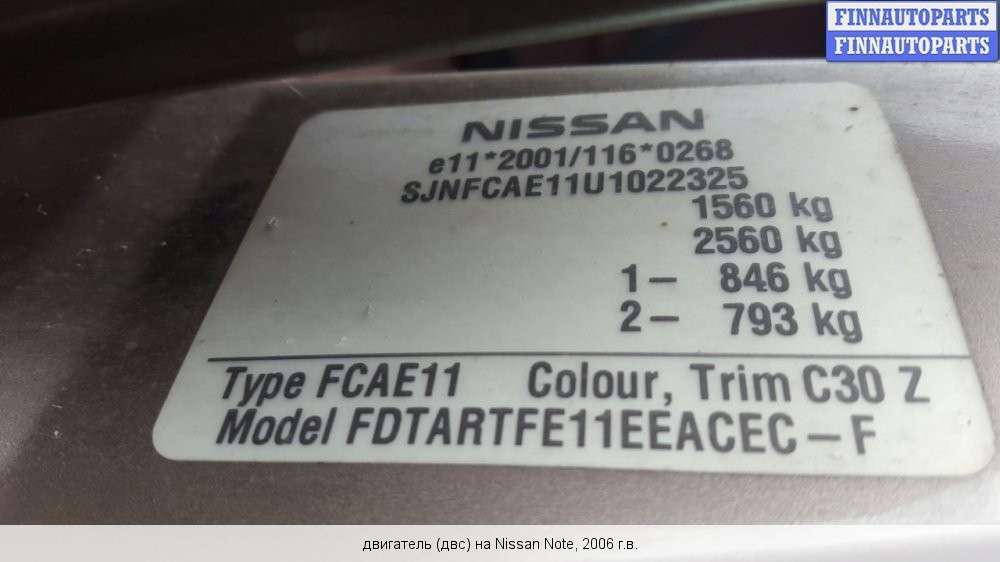 FINNAUTOPARTS
FINNAUTOPARTS
NISSAN
e11*2001/116*0268
SJNFCAE11U1022325
1560 kg
2560 kg
1– 846 kg
2– 793 kg
Type FCAE11 Colour, Trim C30 Z
Model FDTARTFE11EEACEC–F
двигатель (двс) на Nissan Note, 2006 г.в.